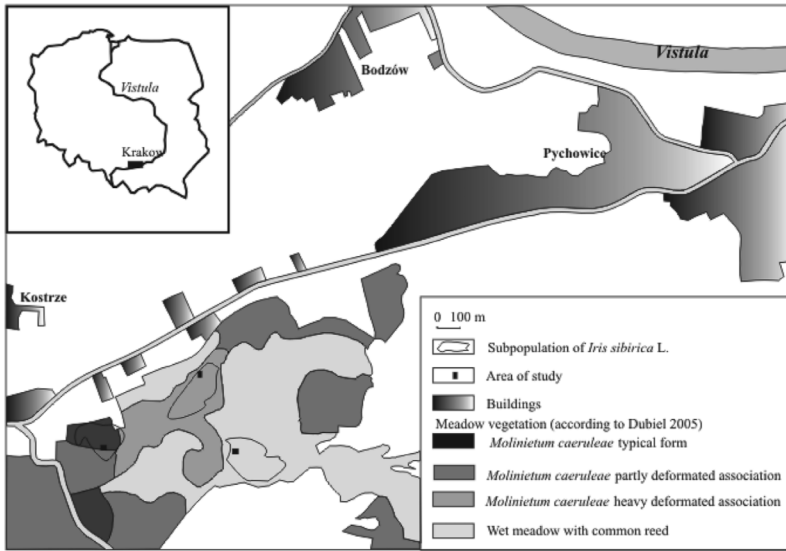 Vistula
Krakow
Bodzów
Vistula
Pychowice
Kostrze
0 100 m
Subpopulation of Iris sibirica L.
Area of study
Buildings
Meadow vegetation (according to Dubiel 2005)
Molinietum caeruleae typical form
Molinietum caeruleae partly deformated association
Molinietum caeruleae heavy deformated association
Wet meadow with common reed